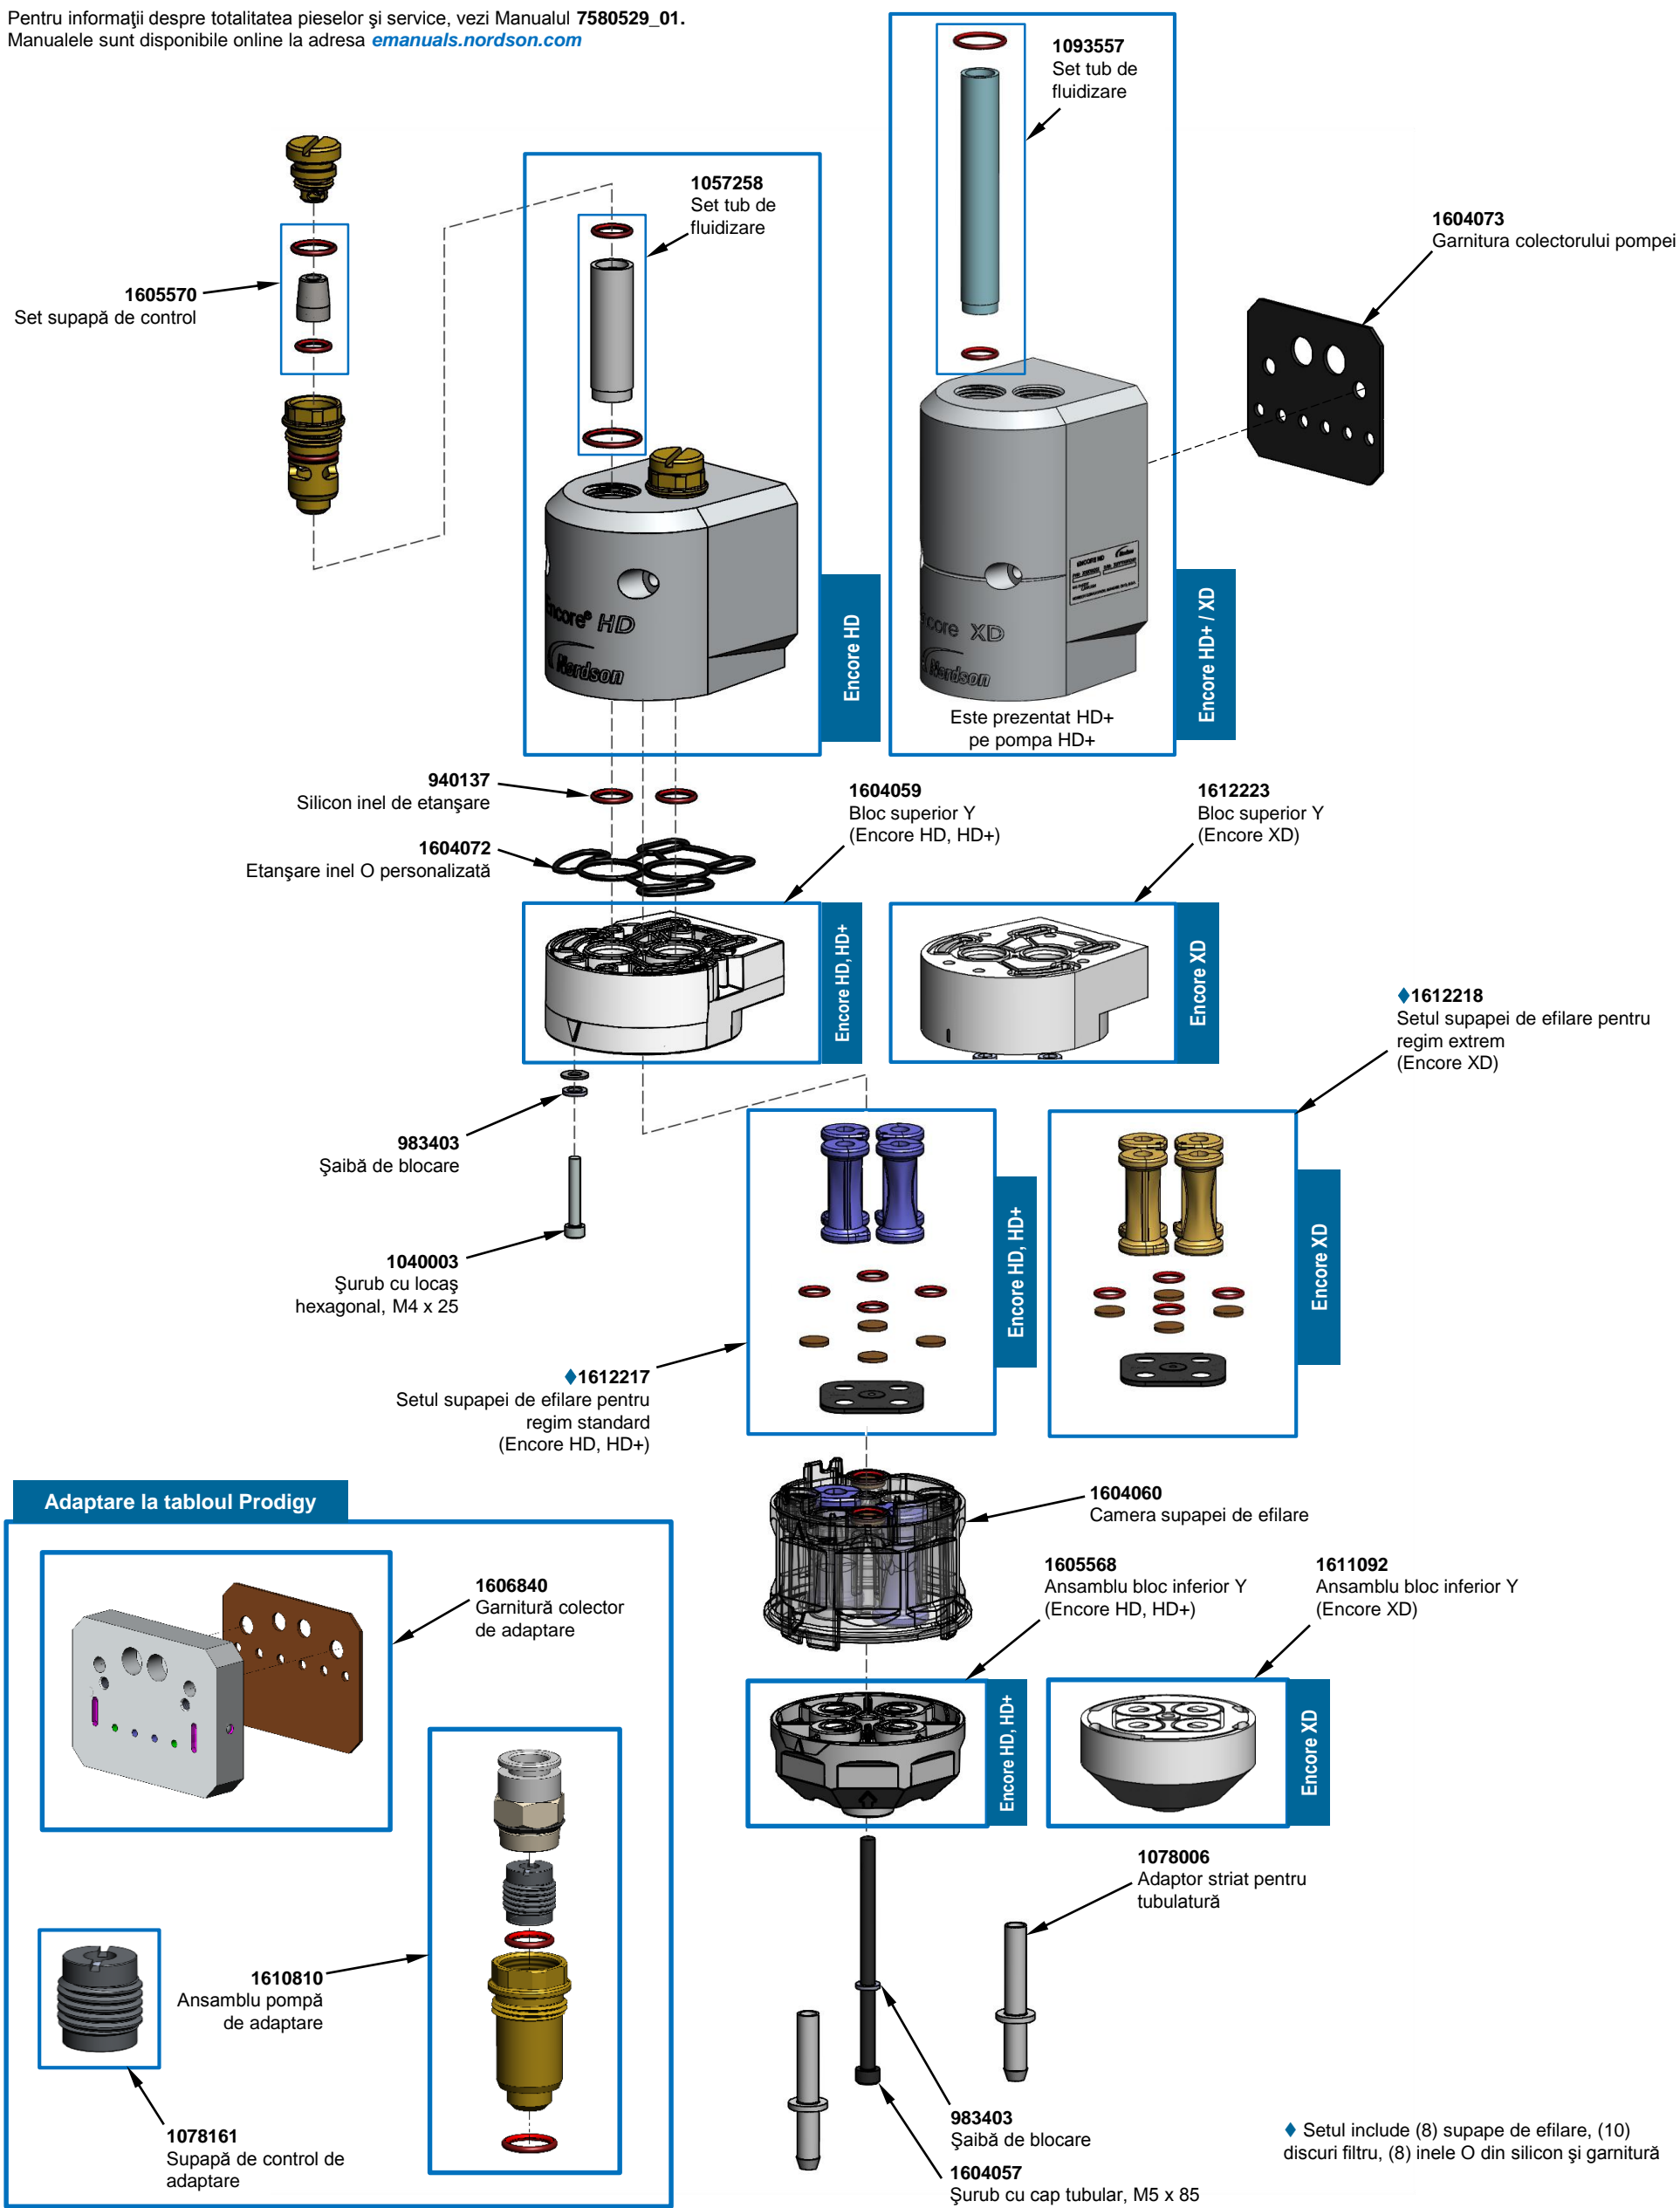 Pentru informaţii despre totalitatea pieselor şi service, vezi Manualul 7580529_01.
Manualele sunt disponibile online la adresa emanuals.nordson.com
1093557
Set tub de
fluidizare
1057258
Set tub de
fluidizare
1604073
Garnitura colectorului pompei
1605570
Set supapă de control
Encore® HD
Nordson
Encore HD
ENCORE HD
Nordson
core XD
Nordson
Encore HD+ / XD
Este prezentat HD+
pe pompa HD+
940137
Silicon inel de etanşare
1604072
Etanşare inel O personalizată
1604059
Bloc superior Y
(Encore HD, HD+)
1612223
Bloc superior Y
(Encore XD)
Encore HD, HD+
Encore XD
♦1612218
Setul supapei de efilare pentru
regim extrem
(Encore XD)
983403
Şaibă de blocare
1040003
Şurub cu locaş
hexagonal, M4 x 25
Encore HD, HD+
Encore XD
♦1612217
Setul supapei de efilare pentru
regim standard
(Encore HD, HD+)
Adaptare la tabloul Prodigy
1604060
Camera supapei de efilare
1606840
Garnitură colector
de adaptare
1605568
Ansamblu bloc inferior Y
(Encore HD, HD+)
1611092
Ansamblu bloc inferior Y
(Encore XD)
Encore HD, HD+
Encore XD
1078006
Adaptor striat pentru
tubulatură
1610810
Ansamblu pompă
de adaptare
1078161
Supapă de control de
adaptare
983403
Şaibă de blocare
1604057
Şurub cu cap tubular, M5 x 85
♦ Setul include (8) supape de efilare, (10)
discuri filtru, (8) inele O din silicon şi garnitură